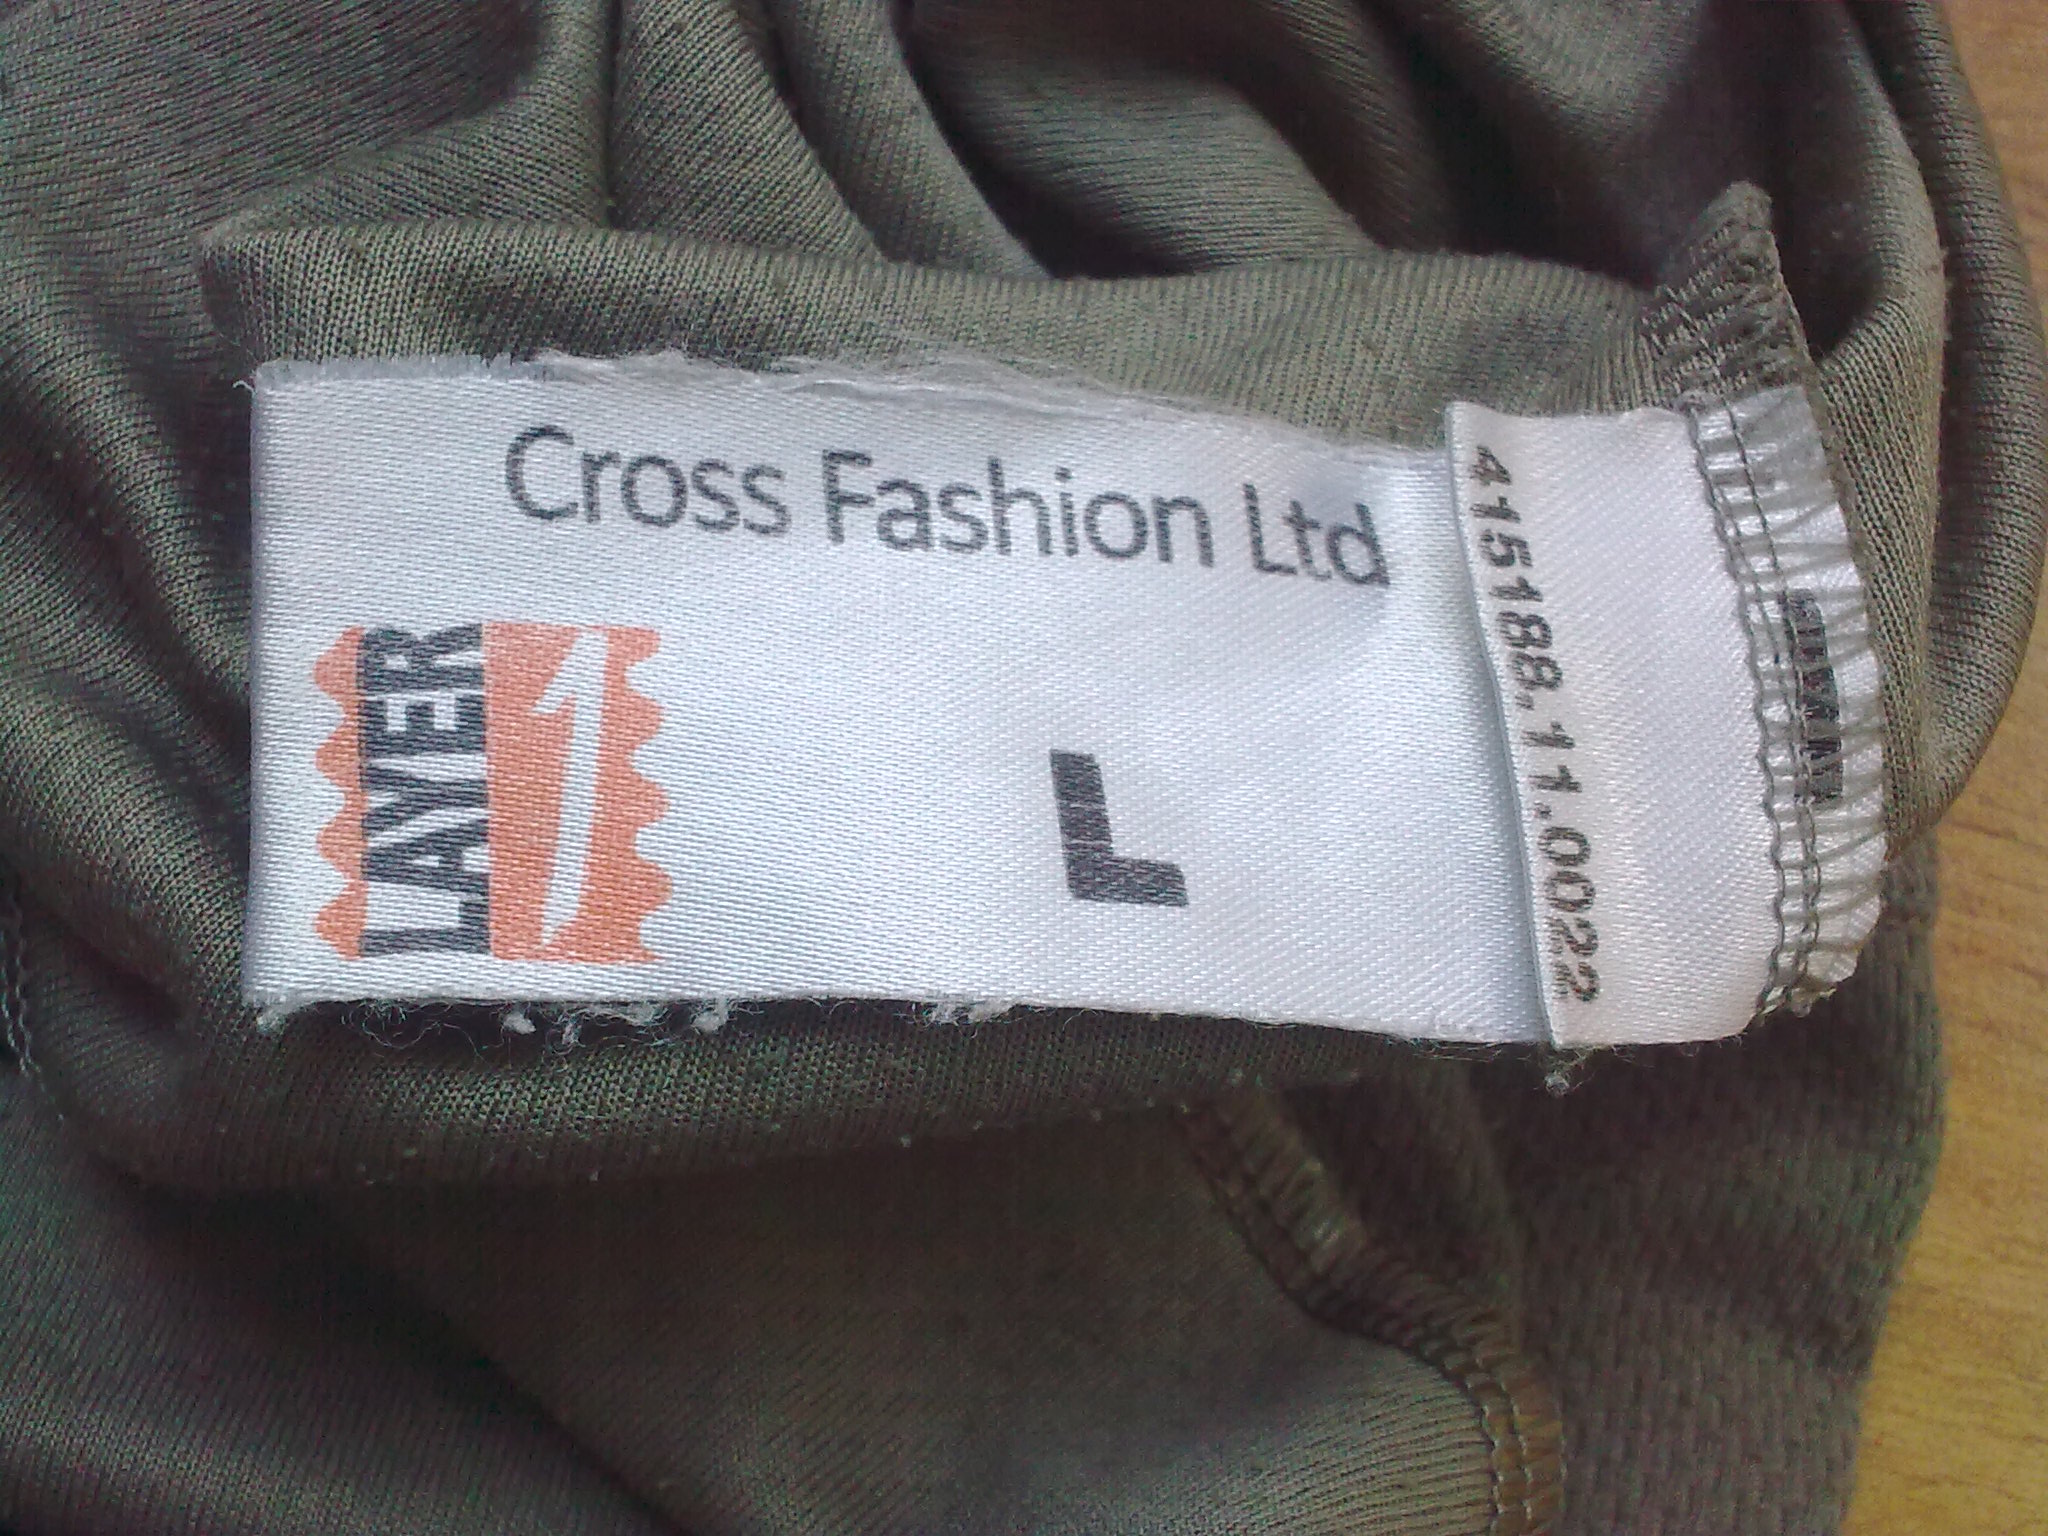 Cross Fashion Ltd
LAYER
1
L
415188.11.0022